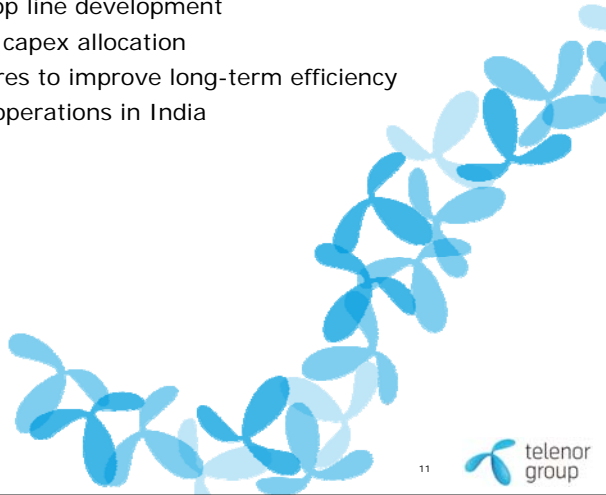 op line development
capex allocation
res to improve long-term efficiency
operations in India
11
telenor
group